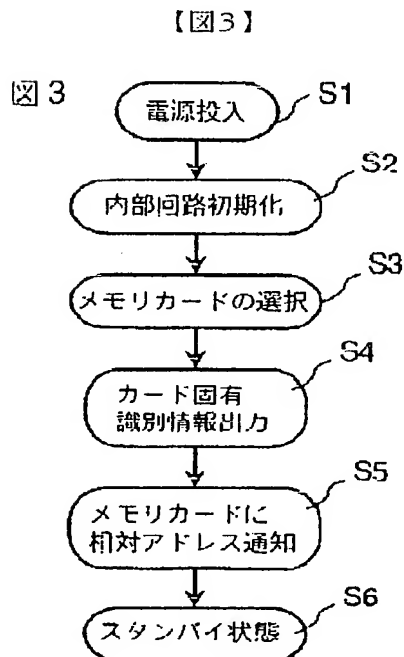 【図3】
図3
電源投入 S1
内部回路初期化 S2
メモリカードの選択 S3
カード固有
識別情報出力 S4
メモリカードに
相対アドレス通知 S5
スタンバイ状態 S6